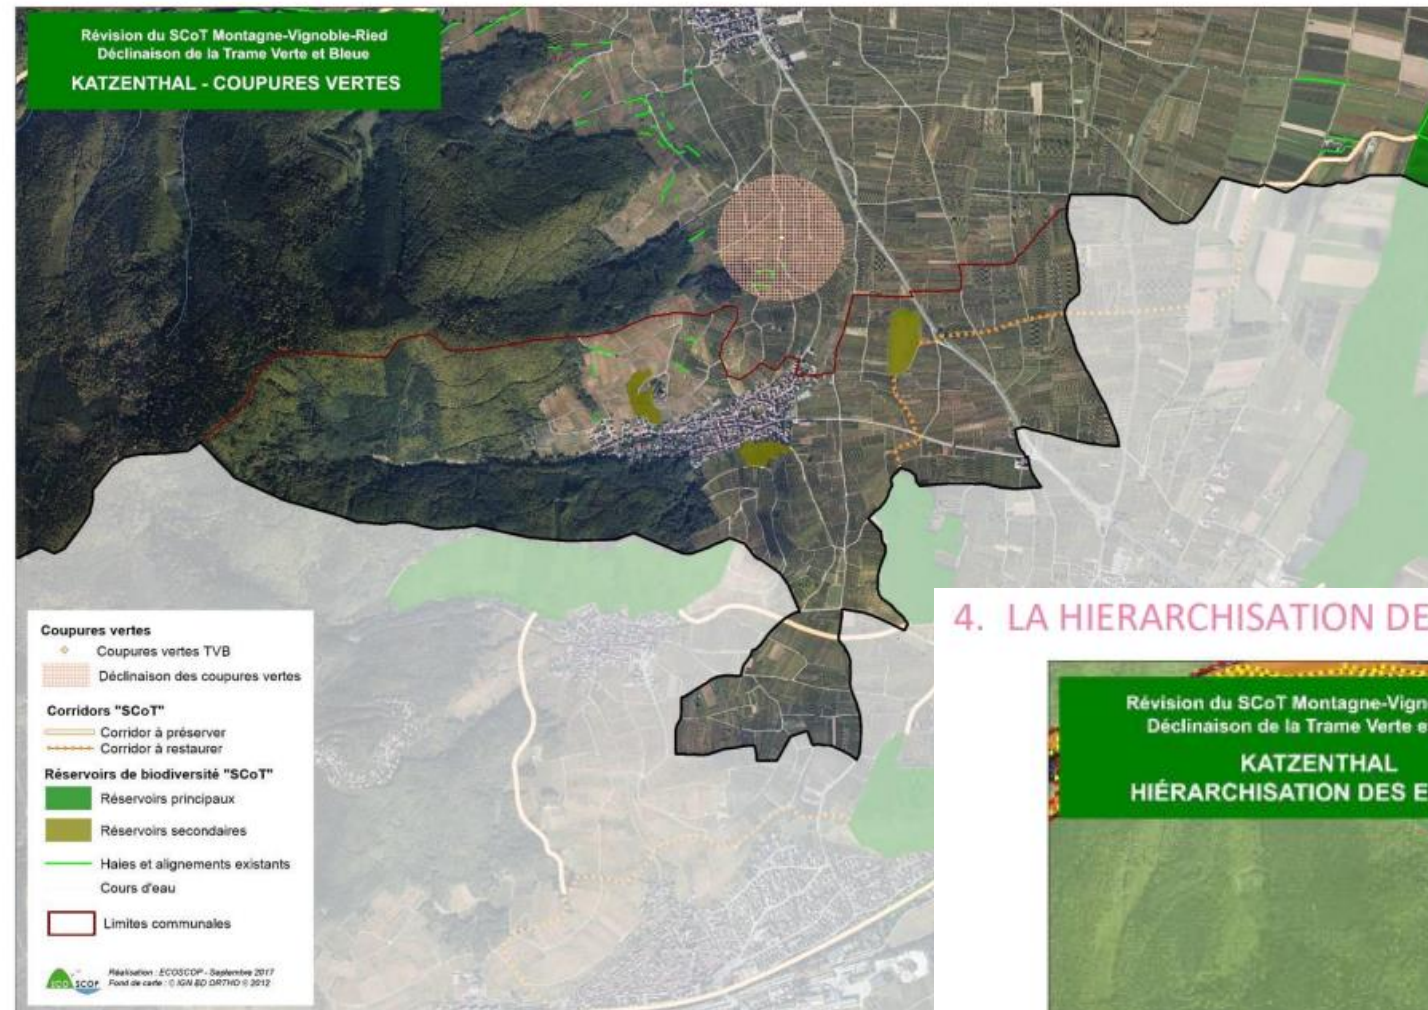 Révision du SCoT Montagne-Vignoble-Ried
Déclinaison de la Trame Verte et Bleue
KATZENTHAL - COUPURES VERTES
Coupures vertes
Coupures vertes TVB
Déclinaison des coupures vertes
Corridors "SCoT"
Corridor à préserver
Corridor à restaurer
Réservoirs de biodiversité "SCoT"
Réservoirs principaux
Réservoirs secondaires
Haies et alignements existants
Cours d'eau
Limites communales
ECO SCOP
Réalisation : ECOSCOP - Septembre 2017
Fond de carte : © IGN BD ORTHO ® 2012
4. LA HIERARCHISATION DE
Révision du SCoT Montagne-Vign
Déclinaison de la Trame Verte e
KATZENTHAL
HIÉRARCHISATION DES E